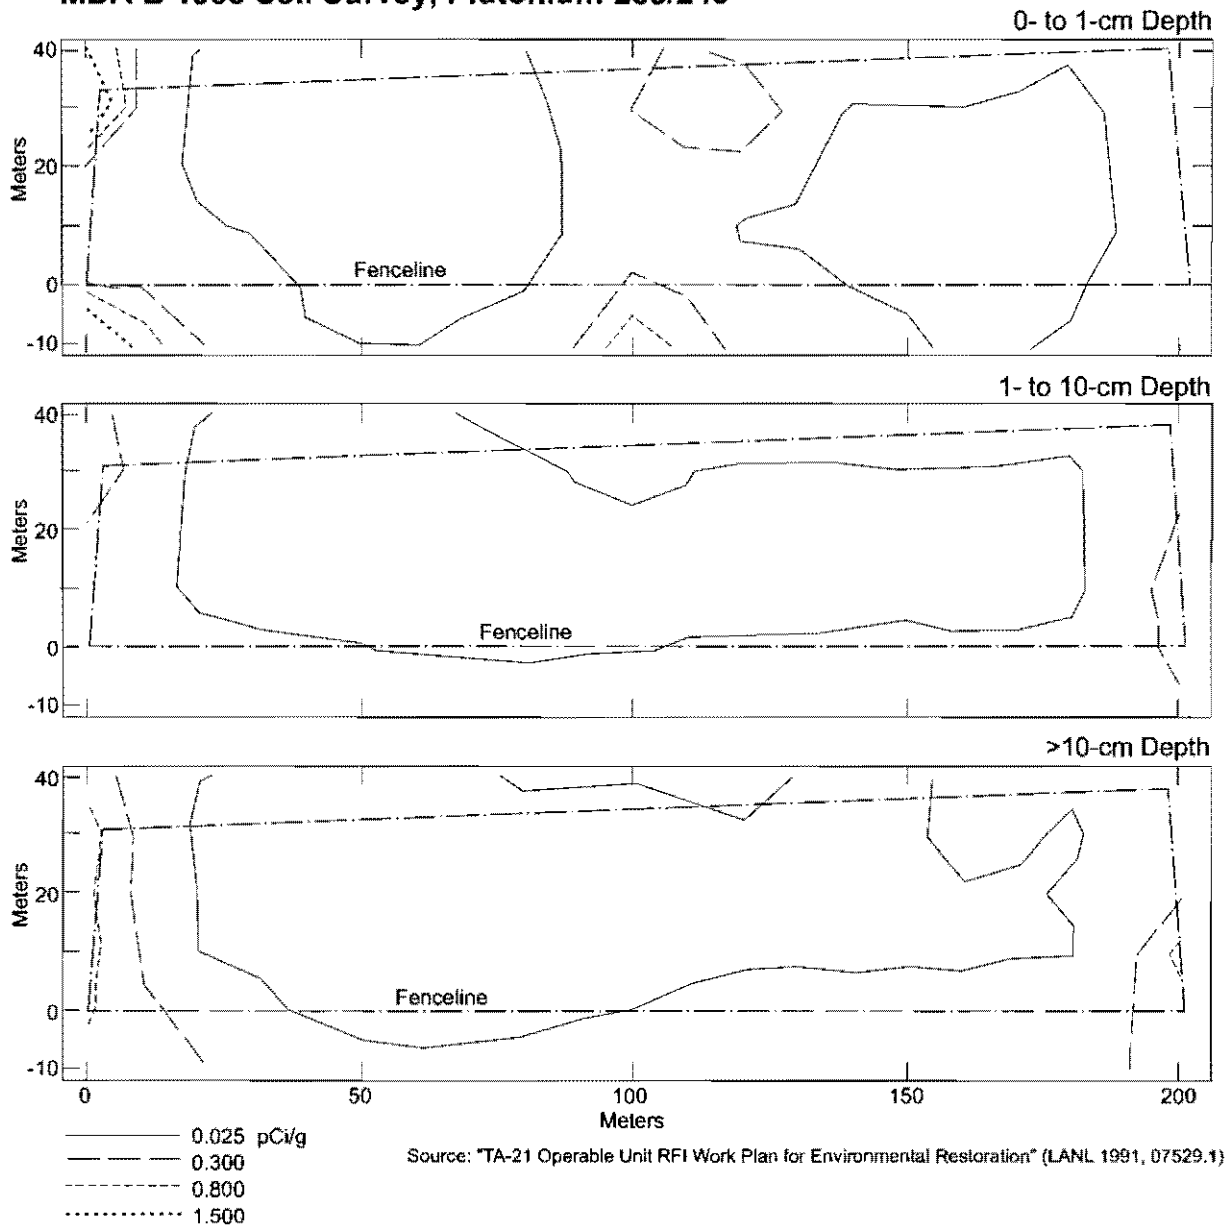 0- to 1-cm Depth
40
20
0
-10
Meters
Fenceline
1- to 10-cm Depth
40
20
0
-10
Meters
Fenceline
>10-cm Depth
40
20
0
-10
Meters
Fenceline
0 50 100 150 200
Meters
0.025 pCi/g
0.300
0.800
1.500
Source: "TA-21 Operable Unit RFI Work Plan for Environmental Restoration" (LANL 1991, 07529.1)